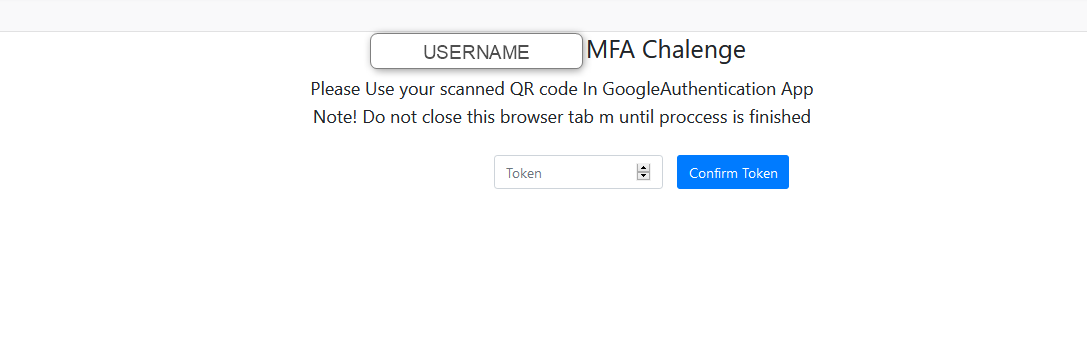 USERNAME MFA Chalenge
Please Use your scanned QR code In GoogleAuthentication App
Note! Do not close this browser tab m until proccess is finished
Token Confirm Token